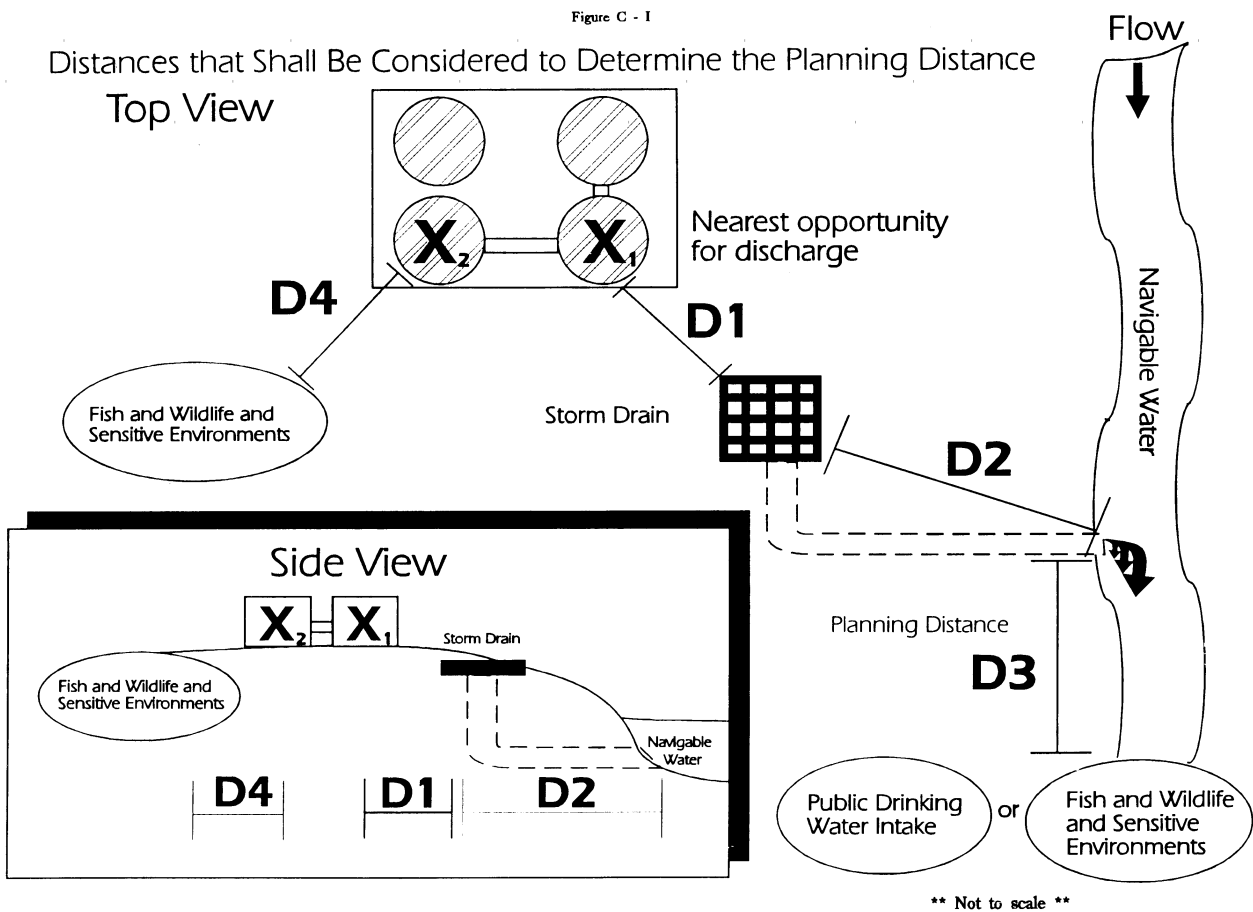 Figure C - I
Flow
Distances that Shall Be Considered to Determine the Planning Distance
Top View
X2
X1
Nearest opportunity
for discharge
D4
D1
Navigable Water
Fish and Wildlife and
Sensitive Environments
Storm Drain
D2
Side View
X2
X1
Storm Drain
Planning Distance
D3
Fish and Wildlife and
Sensitive Environments
Navigable
Water
D4
D1
D2
Public Drinking
Water Intake
or
Fish and Wildlife
and Sensitive
Environments
** Not to scale **